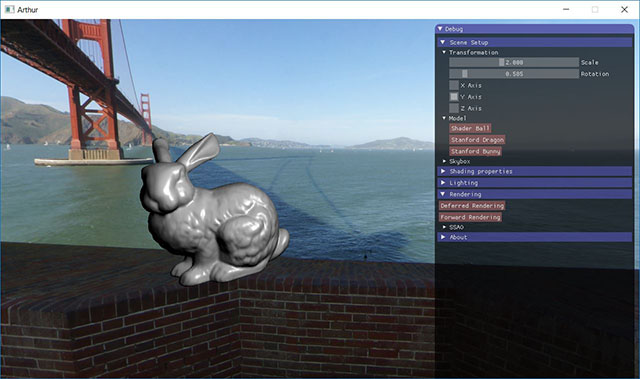 Arthur
Debug
Scene Setup
Transformation
2.000 Scale
0.505 Rotation
X Axis
Y Axis
Z Axis
Model
Shader Ball
Stanford Dragon
Stanford Bunny
Skybox
Shading properties
Lighting
Rendering
Deferred Rendering
Forward Rendering
SSAO
About